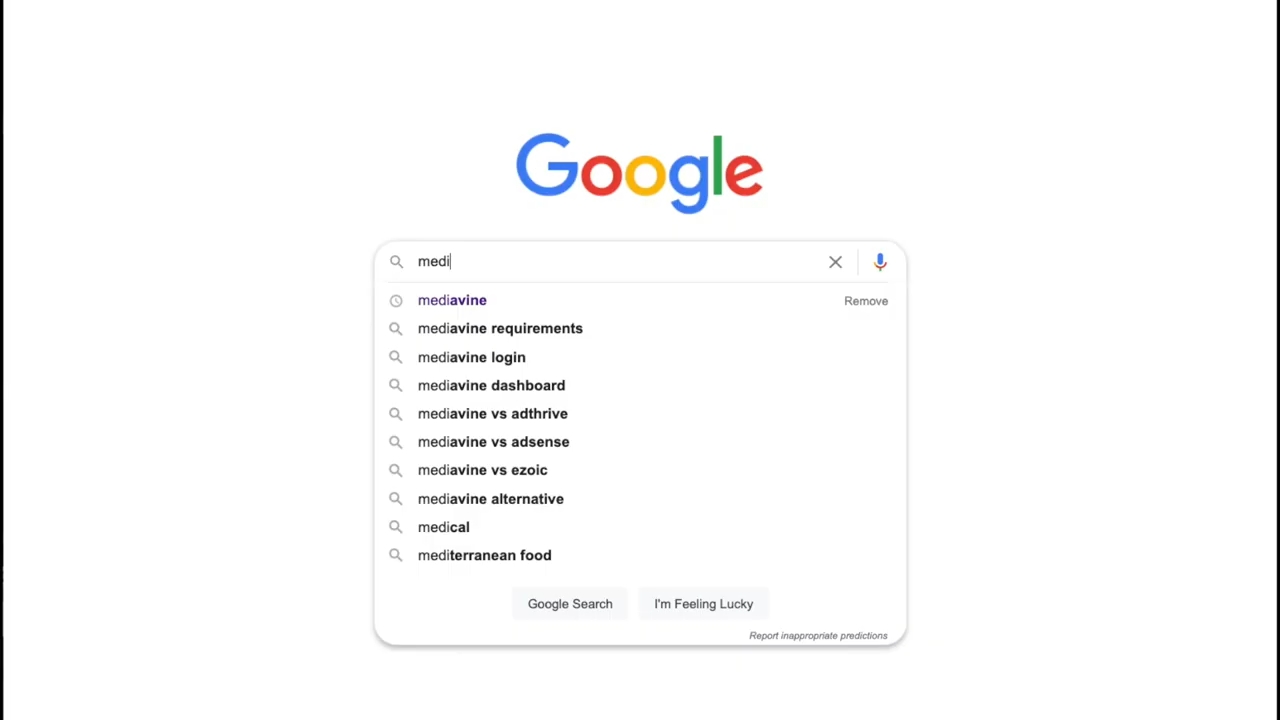 Google
medi
mediavine Remove
mediavine requirements
mediavine login
mediavine dashboard
mediavine vs adthrive
mediavine vs adsense
mediavine vs ezoic
mediavine alternative
medical
mediterranean food
Google Search I'm Feeling Lucky
Report inappropriate predictions